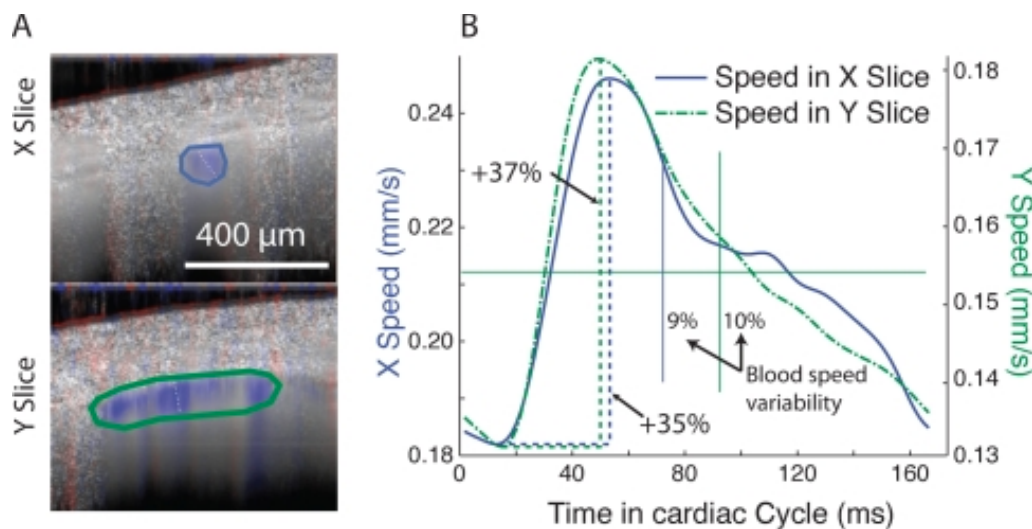 A
X Slice
400 µm
Y Slice
B
Speed in X Slice
Speed in Y Slice
X Speed (mm/s)
0.24
0.22
0.20
0.18
+37%
+35%
9%
10%
Blood speed
variability
0.18
0.17
0.16
0.15
0.14
0.13
Y Speed (mm/s)
0
40
80
120
160
Time in cardiac Cycle (ms)